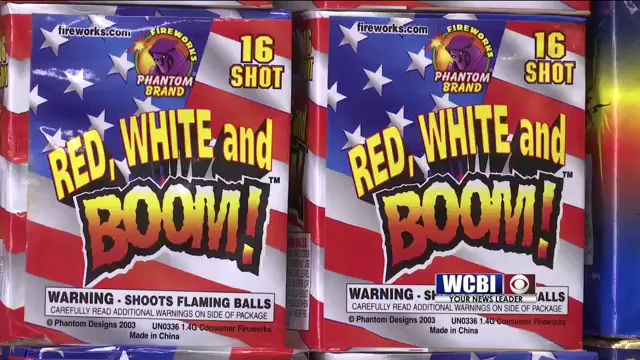 fireworks.com
FIREWORKS
PHANTOM
BRAND
16
SHOT
RED, WHITE and
BOOM!™
WARNING - SHOOTS FLAMING BALLS
CAREFULLY READ ADDITIONAL WARNINGS ON SIDE OF PACKAGE
© Phantom Designs 2003 UN0336 1.4G Consumer Fireworks
Made in China
fireworks.com
FIREWORKS
PHANTOM
BRAND
16
SHOT
RED, WHITE and
BOOM!™
WARNING - S
BALLS
CAREFULLY READ ADDITIONAL WARNINGS ON SIDE OF PACKAGE
© Phantom Designs 2003 UN0336 1.4G Consumer Fireworks
Made in China
WCBI
YOUR NEWS LEADER